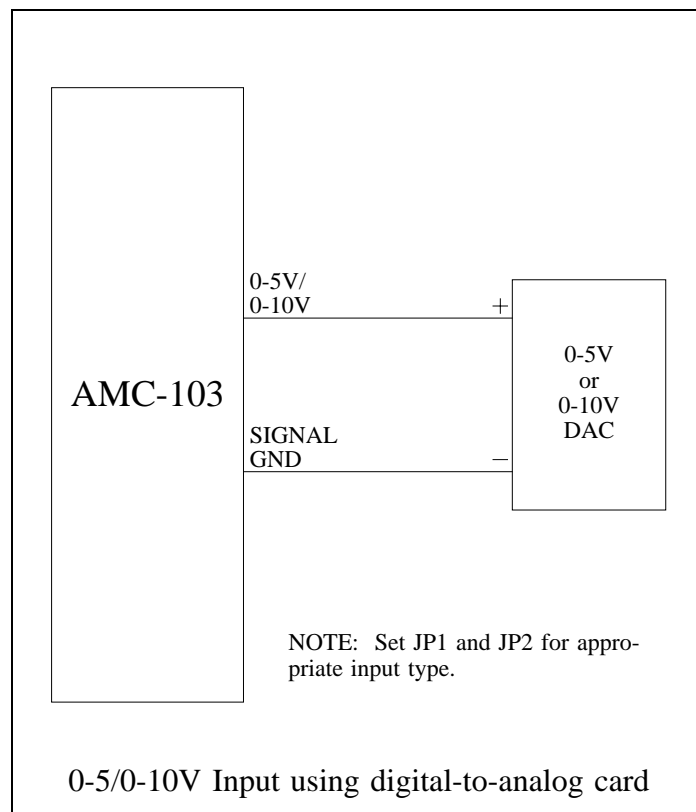 0-5V/
0-10V
+
0-5V
or
0-10V
DAC
AMC-103
SIGNAL
GND
−
NOTE: Set JP1 and JP2 for appro-
priate input type.
0-5/0-10V Input using digital-to-analog card